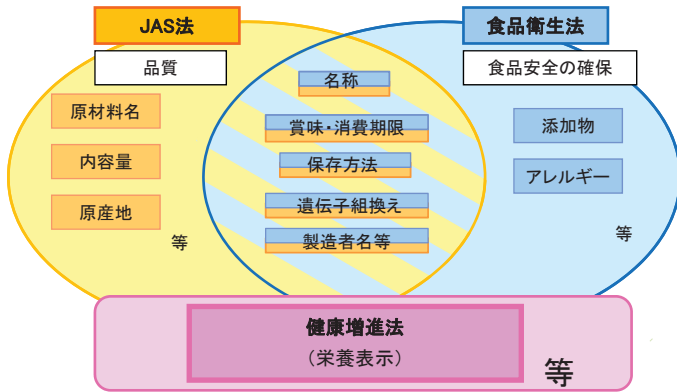 JAS法
食品衛生法
品質
食品安全の確保
名称
原材料名
賞味・消費期限
添加物
内容量
保存方法
アレルギー
原産地
遺伝子組換え
製造者名等
等
等
健康増進法
(栄養表示)
等